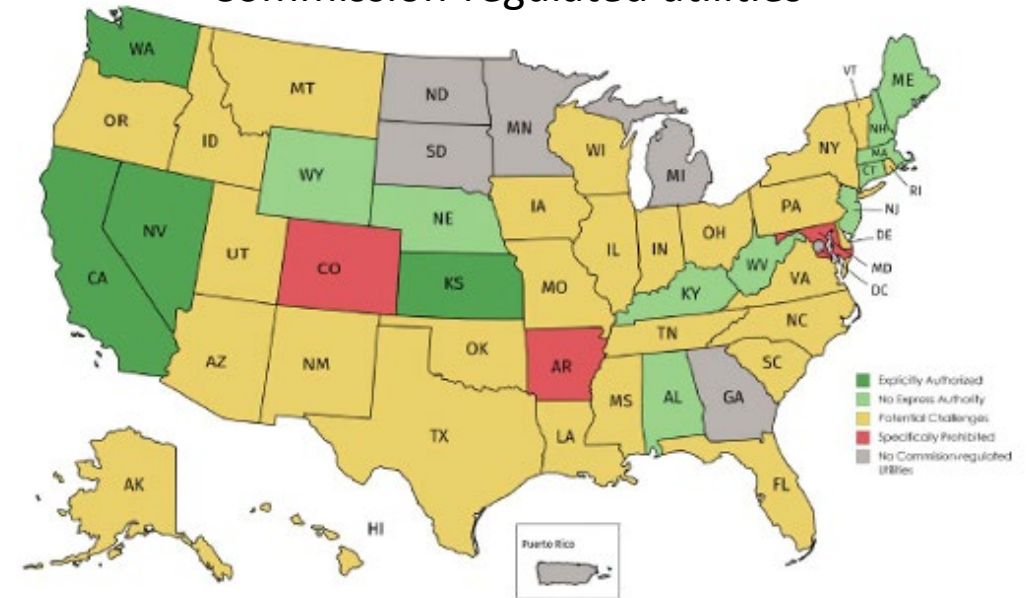 Commission-regulated utilities
WA
MT
ND
MN
VT
ME
OR
ID
SD
WI
NY
NH
MA
WY
MI
CT
RI
IA
PA
NE
NJ
NV
OH
UT
IL
IN
DE
CO
WV
MD
CA
KS
MO
KY
VA
DC
NC
TN
OK
AZ
NM
AR
SC
MS
AL
GA
TX
LA
Explicitly Authorized
No Express Authority
Potential Challenges
Specifically Prohibited
No Commision-regulated
Utilities
AK
FL
HI
Puerto Rico